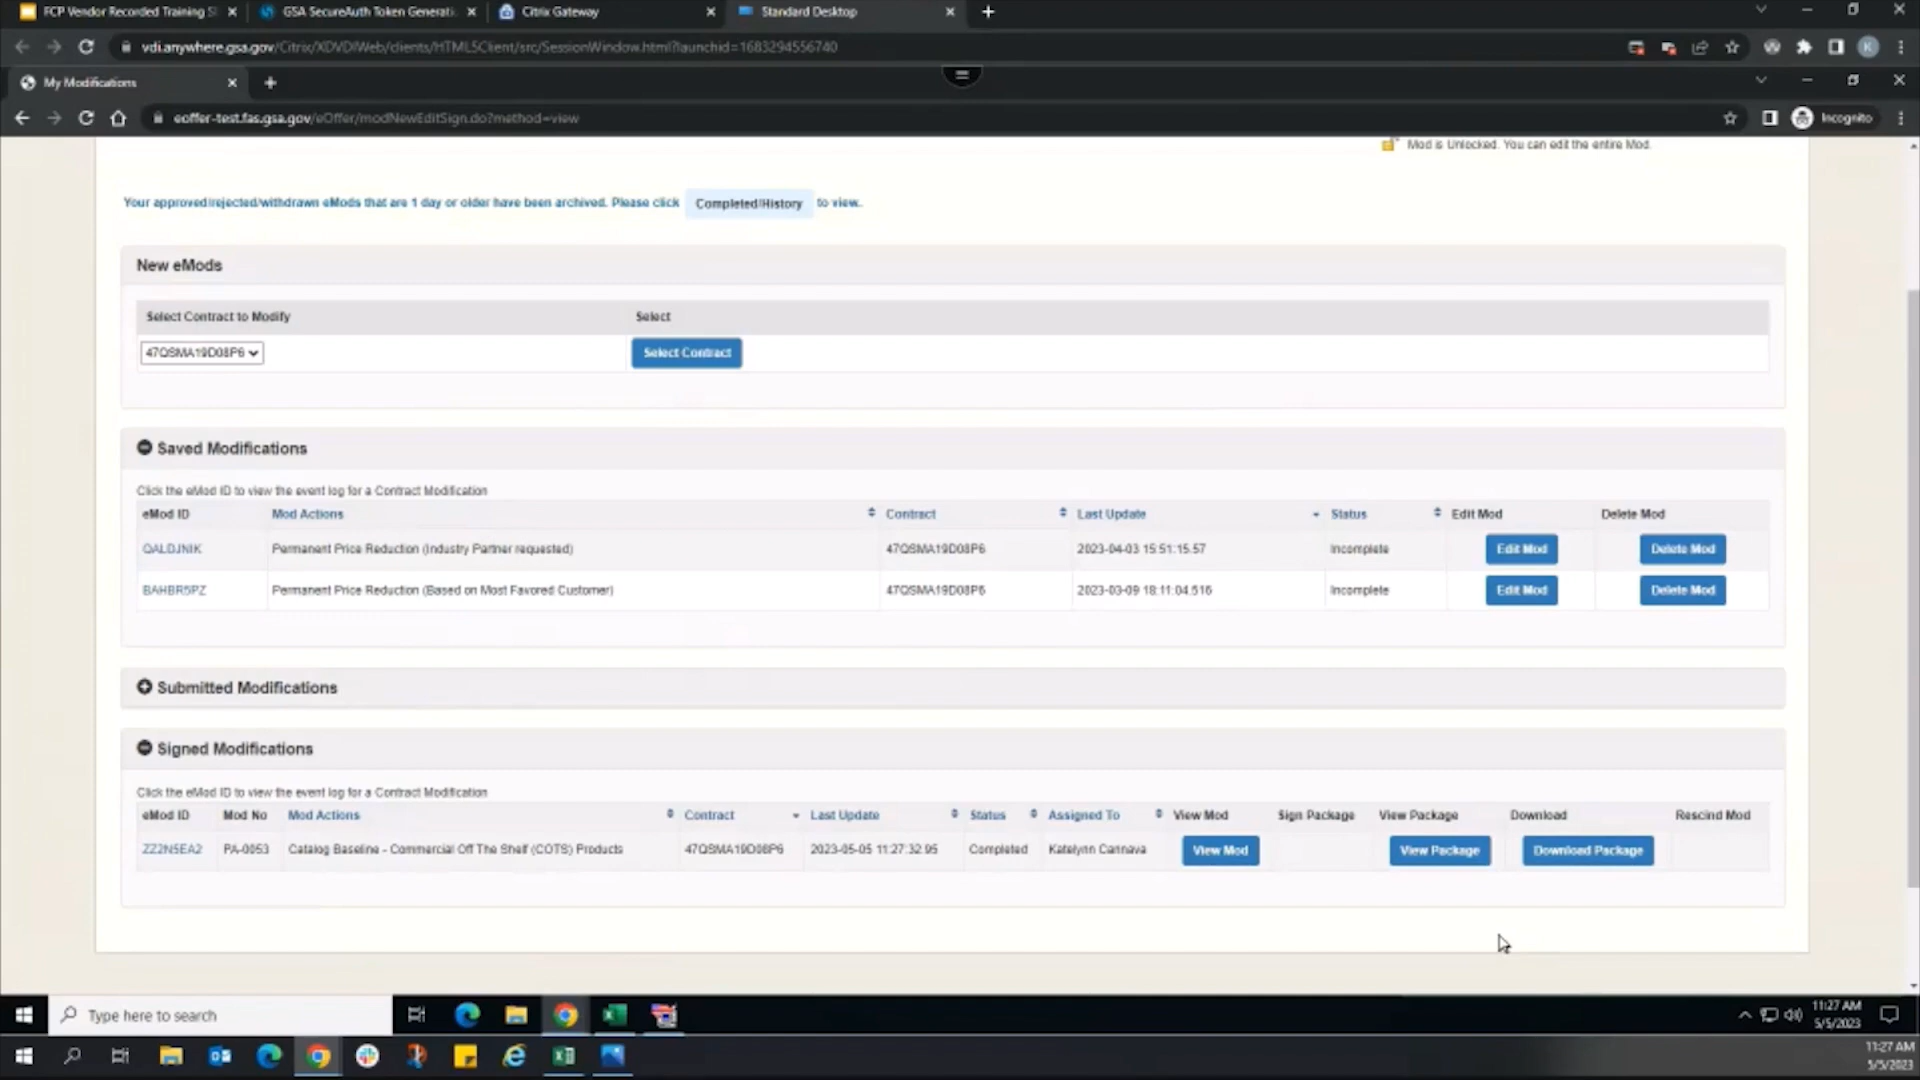 FCP Vendor Recorded Training S
GSA SecureAuth Token Generati
Citrix Gateway
Standard Desktop
vdi.anywhere.gsa.gov/Citrix/XDVDIWeb/clients/HTML5Client/src/SessionWindow.html?launchid=1683294556740
K
My Modifications
eoffer-test.fas.gsa.gov/eOffer/modNewEditSign.do?method=view
Incognito
Mod is Unlocked. You can edit the entire Mod.
Your approved/rejected/withdrawn eMods that are 1 day or older have been archived. Please click Completed/History to view.
New eMods
Select Contract to Modify Select
47QSMA19D08P6 Select Contract
Saved Modifications
Click the eMod ID to view the event log for a Contract Modification
eMod ID Mod Actions Contract Last Update Status Edit Mod Delete Mod
QALDJNIK Permanent Price Reduction (Industry Partner requested) 47QSMA19D08P6 2023-04-03 15:51:15.57 Incomplete Edit Mod Delete Mod
BAHBR5PZ Permanent Price Reduction (Based on Most Favored Customer) 47QSMA19D08P6 2023-03-09 18:11:04.516 Incomplete Edit Mod Delete Mod
Submitted Modifications
Signed Modifications
Click the eMod ID to view the event log for a Contract Modification
eMod ID Mod No Mod Actions Contract Last Update Status Assigned To View Mod Sign Package View Package Download Rescind Mod
ZZ2N5EA2 PA-0053 Catalog Baseline - Commercial Off The Shelf (COTS) Products 47QSMA19D08P6 2023-05-05 11:27:32.95 Completed Katelynn Cannava View Mod View Package Download Package
Type here to search
11:27 AM
5/5/2023
11:27 AM
5/5/2023